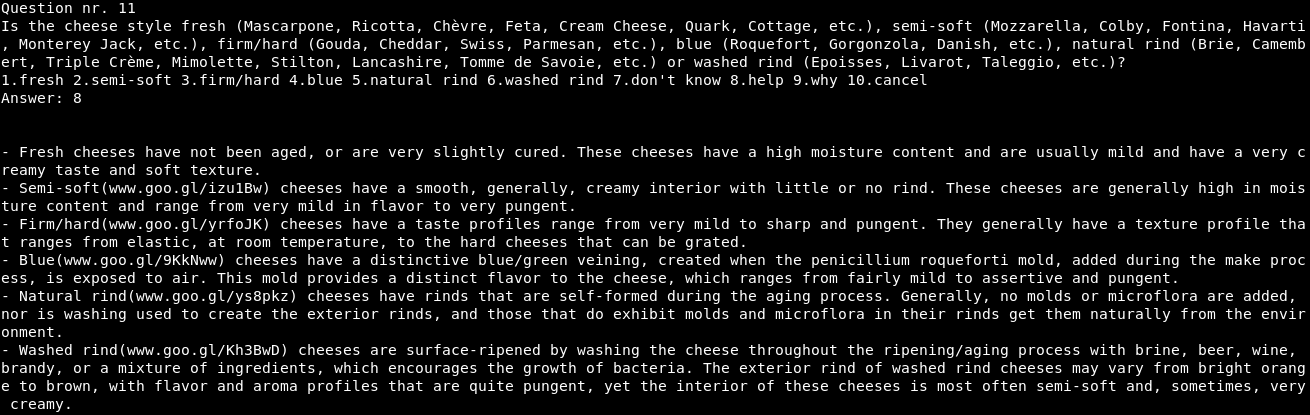 Question nr. 11
Is the cheese style fresh (Mascarpone, Ricotta, Chèvre, Feta, Cream Cheese, Quark, Cottage, etc.), semi-soft (Mozzarella, Colby, Fontina, Havarti
, Monterey Jack, etc.), firm/hard (Gouda, Cheddar, Swiss, Parmesan, etc.), blue (Roquefort, Gorgonzola, Danish, etc.), natural rind (Brie, Camemb
ert, Triple Crème, Mimolette, Stilton, Lancashire, Tomme de Savoie, etc.) or washed rind (Epoisses, Livarot, Taleggio, etc.)?
1.fresh 2.semi-soft 3.firm/hard 4.blue 5.natural rind 6.washed rind 7.don't know 8.help 9.why 10.cancel
Answer: 8
- Fresh cheeses have not been aged, or are very slightly cured. These cheeses have a high moisture content and are usually mild and have a very c
reamy taste and soft texture.
- Semi-soft(www.goo.gl/izu1Bw) cheeses have a smooth, generally, creamy interior with little or no rind. These cheeses are generally high in mois
ture content and range from very mild in flavor to very pungent.
- Firm/hard(www.goo.gl/yrfoJK) cheeses have a taste profiles range from very mild to sharp and pungent. They generally have a texture profile tha
t ranges from elastic, at room temperature, to the hard cheeses that can be grated.
- Blue(www.goo.gl/9KkNww) cheeses have a distinctive blue/green veining, created when the penicillium roqueforti mold, added during the make proc
ess, is exposed to air. This mold provides a distinct flavor to the cheese, which ranges from fairly mild to assertive and pungent.
- Natural rind(www.goo.gl/ys8pkz) cheeses have rinds that are self-formed during the aging process. Generally, no molds or microflora are added,
nor is washing used to create the exterior rinds, and those that do exhibit molds and microflora in their rinds get them naturally from the envir
onment.
- Washed rind(www.goo.gl/Kh3BwD) cheeses are surface-ripened by washing the cheese throughout the ripening/aging process with brine, beer, wine,
brandy, or a mixture of ingredients, which encourages the growth of bacteria. The exterior rind of washed rind cheeses may vary from bright orang
e to brown, with flavor and aroma profiles that are quite pungent, yet the interior of these cheeses is most often semi-soft and, sometimes, very
 creamy.